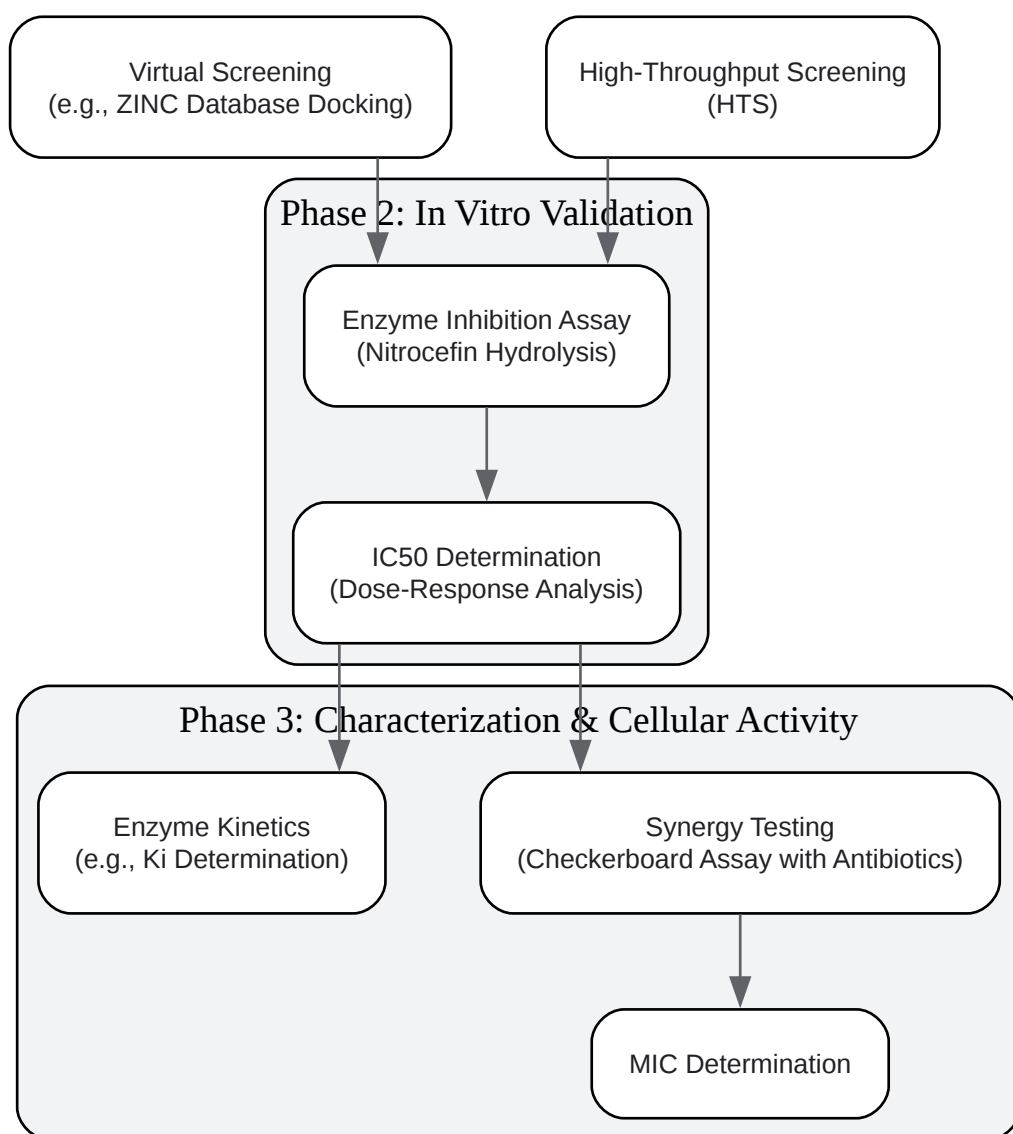 Virtual Screening
(e.g., ZINC Database Docking)
High-Throughput Screening
(HTS)
Phase 2: In Vitro Validation
Enzyme Inhibition Assay
(Nitrocefin Hydrolysis)
IC50 Determination
(Dose-Response Analysis)
Phase 3: Characterization & Cellular Activity
Enzyme Kinetics
(e.g., Ki Determination)
Synergy Testing
(Checkerboard Assay with Antibiotics)
MIC Determination